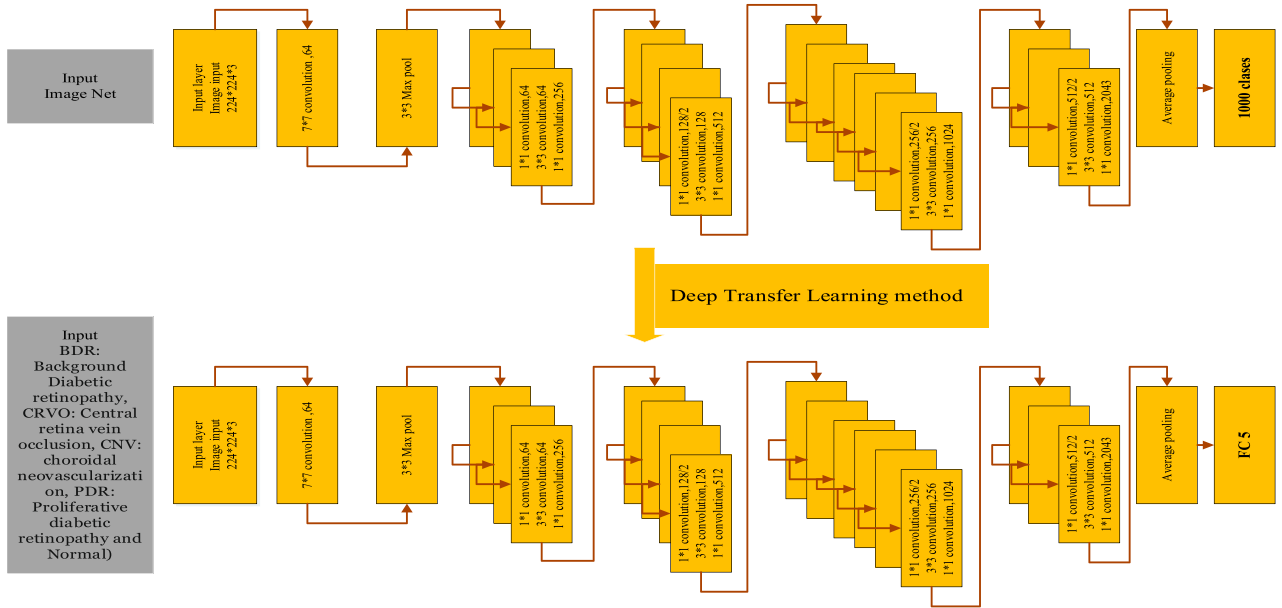 Input
Image Net
Input layer
Image input
224*224*3
7*7 convolution ,64
3*3 Max pool
1*1 convolution,64
3*3 convolution,64
1*1 convolution,256
1*1 convolution,128/2
3*3 convolution,128
1*1 convolution,512
1*1 convolution,256/2
3*3 convolution,256
1*1 convolution,1024
1*1 convolution,512/2
3*3 convolution,512
1*1 convolution,2043
Average pooling
1000 clases
Deep Transfer Learning method
Input
BDR:
Background
Diabetic
retinopathy,
CRVO: Central
retina vein
occlusion, CNV:
choroidal
neovascularizati
on, PDR:
Proliferative
diabetic
retinopathy and
Normal)
Input layer
Image input
224*224*3
7*7 convolution ,64
3*3 Max pool
1*1 convolution,64
3*3 convolution,64
1*1 convolution,256
1*1 convolution,128/2
3*3 convolution,128
1*1 convolution,512
1*1 convolution,256/2
3*3 convolution,256
1*1 convolution,1024
1*1 convolution,512/2
3*3 convolution,512
1*1 convolution,2043
Average pooling
FC 5